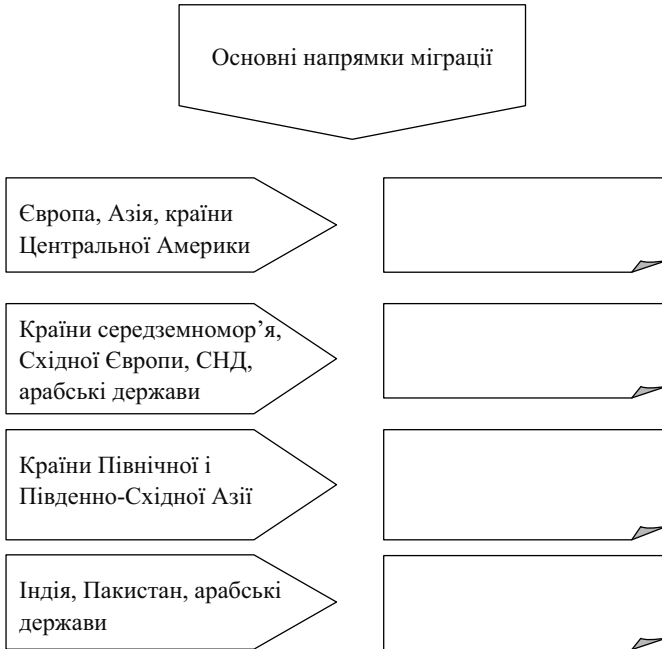 Основні напрямки міграції
Європа, Азія, країни
Центральної Америки
Країни середземномор’я,
Східної Європи, СНД,
арабські держави
Країни Північної і
Південно-Східної Азії
Індія, Пакистан, арабські
держави